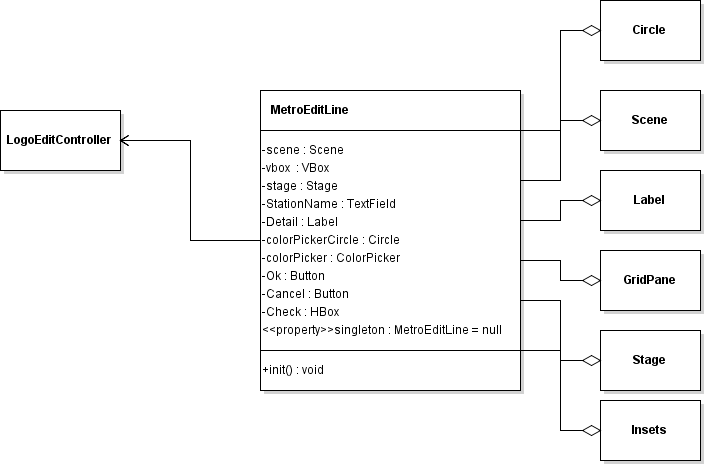 Circle
MetroEditLine
LogoEditController
Scene
-scene : Scene
-vbox : VBox
-stage : Stage
-StationName : TextField
-Detail : Label
-colorPickerCircle : Circle
-colorPicker : ColorPicker
-Ok : Button
-Cancel : Button
-Check : HBox
<<property>>singleton : MetroEditLine = null
+init() : void
Label
GridPane
Stage
Insets